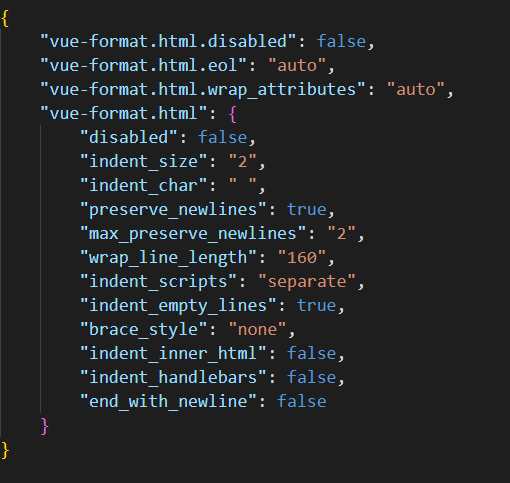 {
    "vue-format.html.disabled": false,
    "vue-format.html.eol": "auto",
    "vue-format.html.wrap_attributes": "auto",
    "vue-format.html": {
        "disabled": false,
        "indent_size": "2",
        "indent_char": " ",
        "preserve_newlines": true,
        "max_preserve_newlines": "2",
        "wrap_line_length": "160",
        "indent_scripts": "separate",
        "indent_empty_lines": true,
        "brace_style": "none",
        "indent_inner_html": false,
        "indent_handlebars": false,
        "end_with_newline": false
    }
}